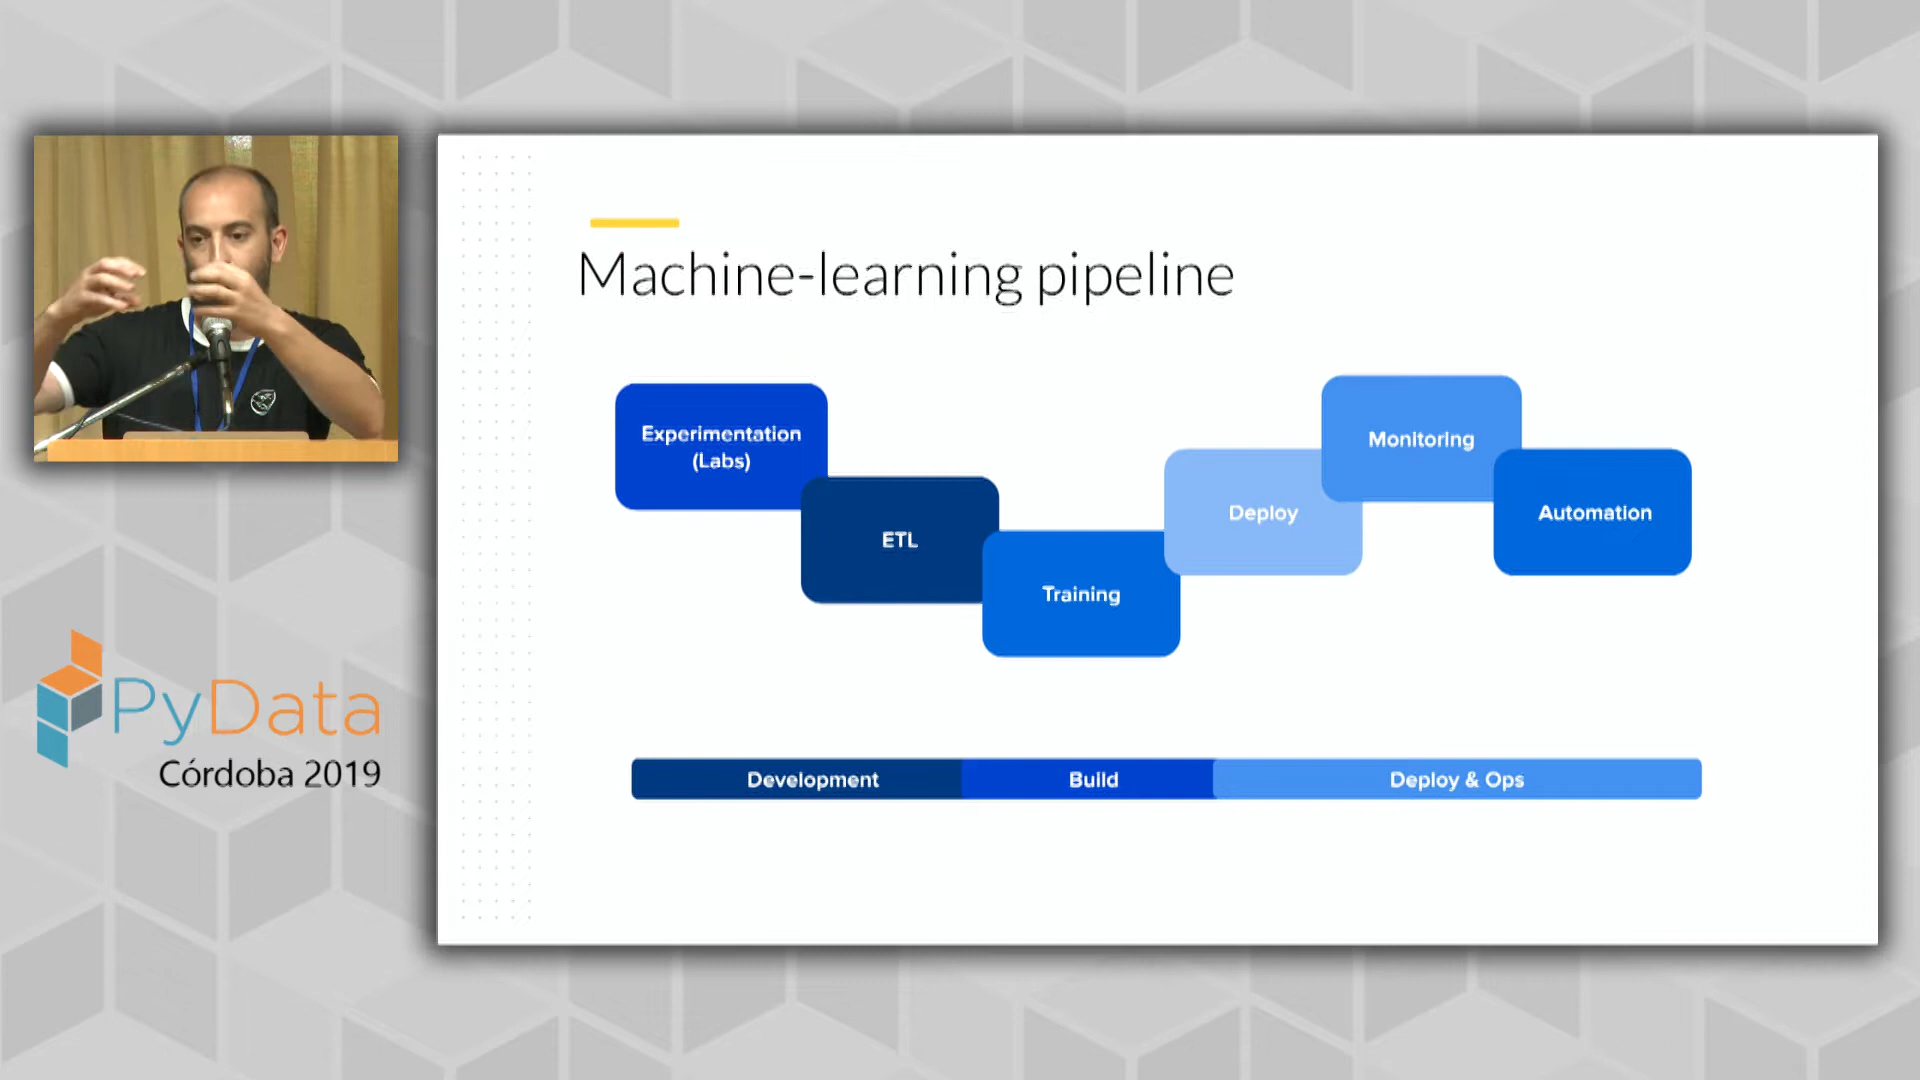 Machine-learning pipeline
Experimentation
(Labs)
ETL
Training
Deploy
Monitoring
Automation
Development
Build
Deploy & Ops
PyData
Córdoba 2019